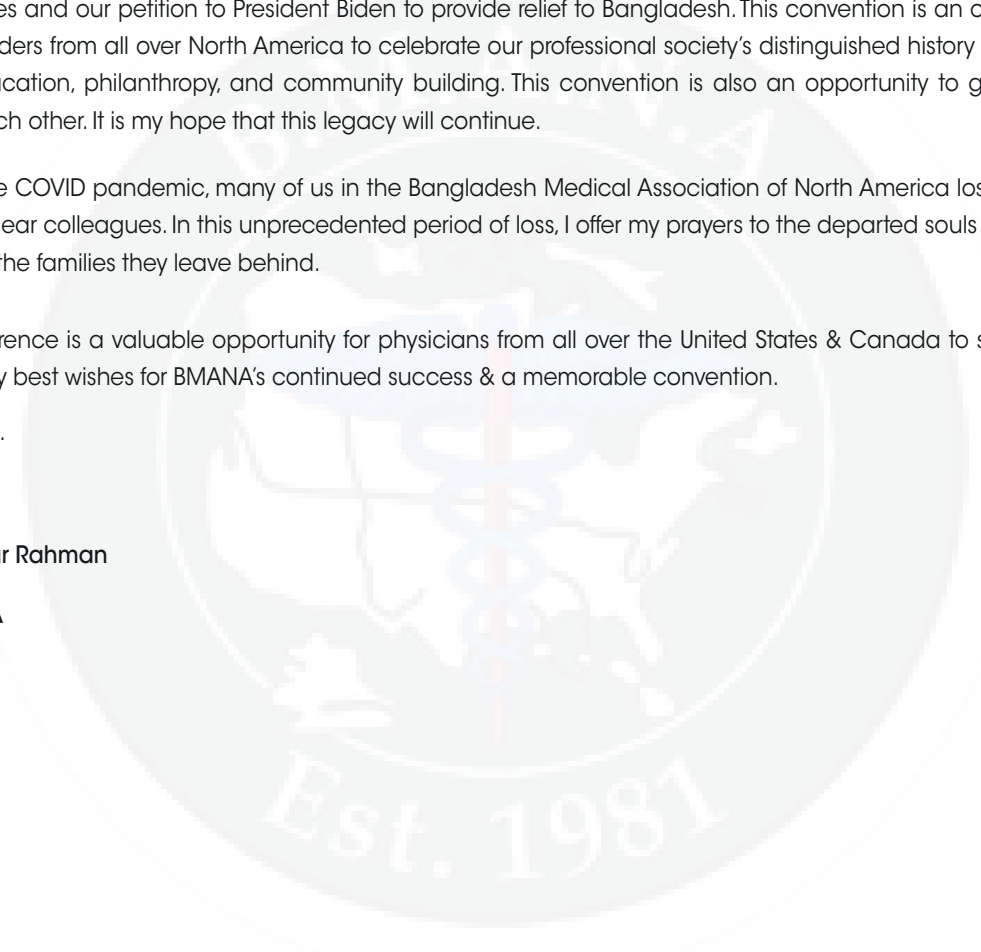 es and our petition to President Biden to provide relief to Bangladesh. This convention is an o
ders from all over North America to celebrate our professional society's distinguished history
cation, philanthropy, and community building. This convention is also an opportunity to g
ch other. It is my hope that this legacy will continue.
e COVID pandemic, many of us in the Bangladesh Medical Association of North America los
ear colleagues. In this unprecedented period of loss, I offer my prayers to the departed souls
the families they leave behind.
rence is a valuable opportunity for physicians from all over the United States & Canada to s
y best wishes for BMANA's continued success & a memorable convention.
.
r Rahman
A
B.M.A.N.A
Est. 1981